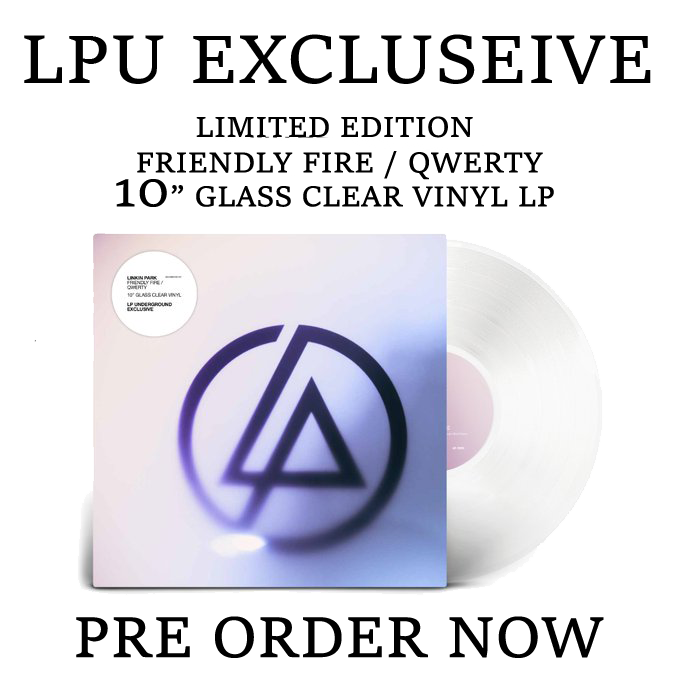 LPU EXCLUSEIVE
LIMITED EDITION
FRIENDLY FIRE / QWERTY
10” GLASS CLEAR VINYL LP
LINKIN PARK
FRIENDLY FIRE /
QWERTY
10" GLASS CLEAR VINYL
LP UNDERGROUND
EXCLUSIVE
PRE ORDER NOW